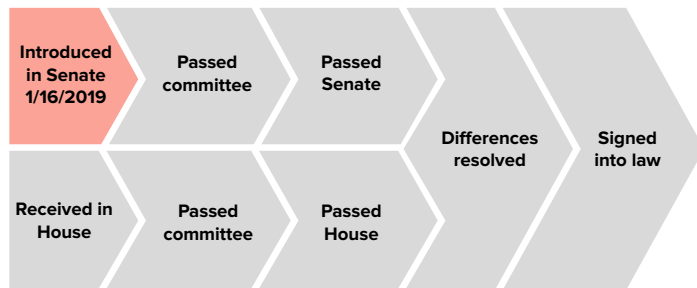 Introduced
in Senate
1/16/2019
Passed
committee
Passed
Senate
Differences
resolved
Signed
into law
Received in
House
Passed
committee
Passed
House